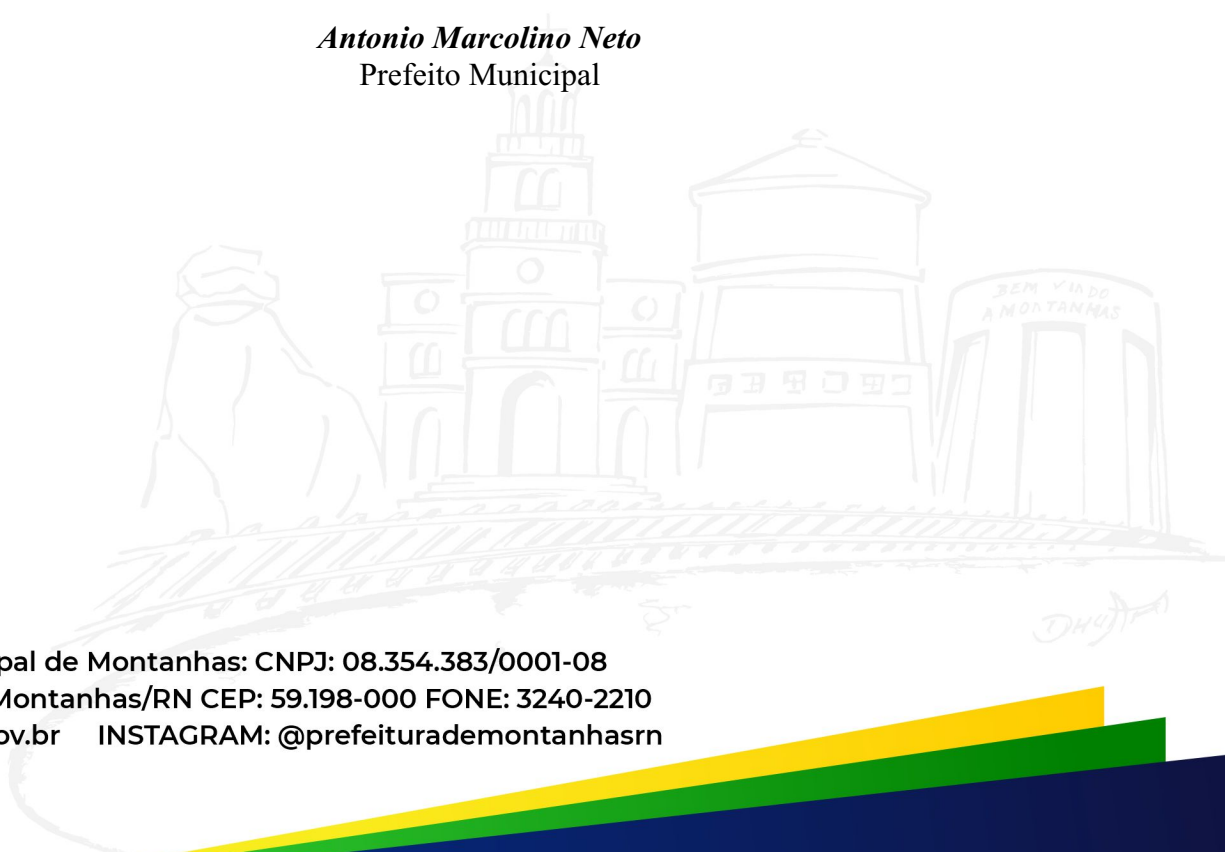 Antonio Marcolino Neto
Prefeito Municipal
BEM VINDO
A MONTANHAS
pal de Montanhas: CNPJ: 08.354.383/0001-08
Montanhas/RN CEP: 59.198-000 FONE: 3240-2210
ov.br INSTAGRAM: @prefeiturademontanhasrn